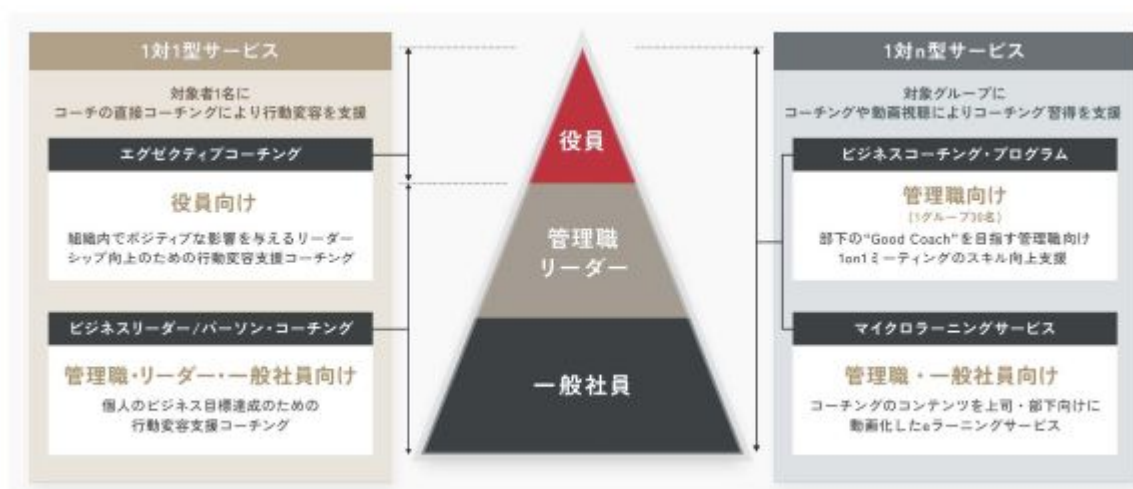 1対1型サービス
対象者1名に
コーチの直接コーチングにより行動変容を支援
エグゼクティブコーチング
役員向け
組織内でポジティブな影響を与えるリーダー
シップ向上のための行動変容支援コーチング
ビジネスリーダー/パーソン・コーチング
管理職・リーダー・一般社員向け
個人のビジネス目標達成のための
行動変容支援コーチング
役員
管理職
リーダー
一般社員
1対n型サービス
対象グループに
コーチングや動画視聴によりコーチング習得を支援
ビジネスコーチング・プログラム
管理職向け
(1グループ30名)
部下の"Good Coach"を目指す管理職向け
1on1ミーティングのスキル向上支援
マイクロラーニングサービス
管理職・一般社員向け
コーチングのコンテンツを上司・部下向けに
動画化したeラーニングサービス